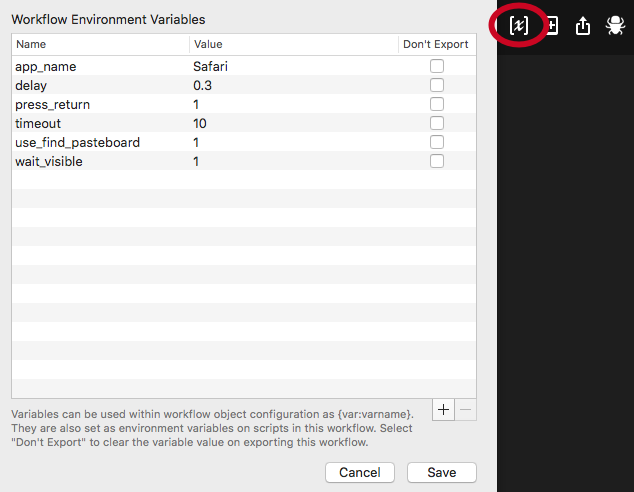 Workflow Environment Variables
Name Value Don't Export
app_name Safari
delay 0.3
press_return 1
timeout 10
use_find_pasteboard 1
wait_visible 1
+ −
Variables can be used within workflow object configuration as {var:varname}.
They are also set as environment variables on scripts in this workflow. Select
"Don't Export" to clear the variable value on exporting this workflow.
Cancel Save